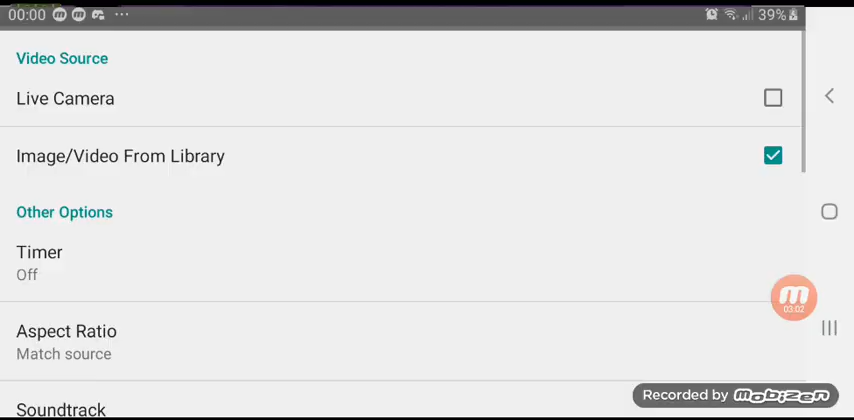 00:00
39%
Video Source
Live Camera
Image/Video From Library
Other Options
Timer
Off
03:02
Aspect Ratio
Match source
Recorded by mobizen
Soundtrack